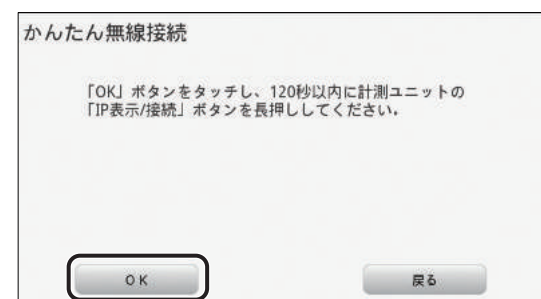 かんたん無線接続
「OK」ボタンをタッチし、120秒以内に計測ユニットの
「IP表示/接続」ボタンを長押ししてください。
OK
戻る